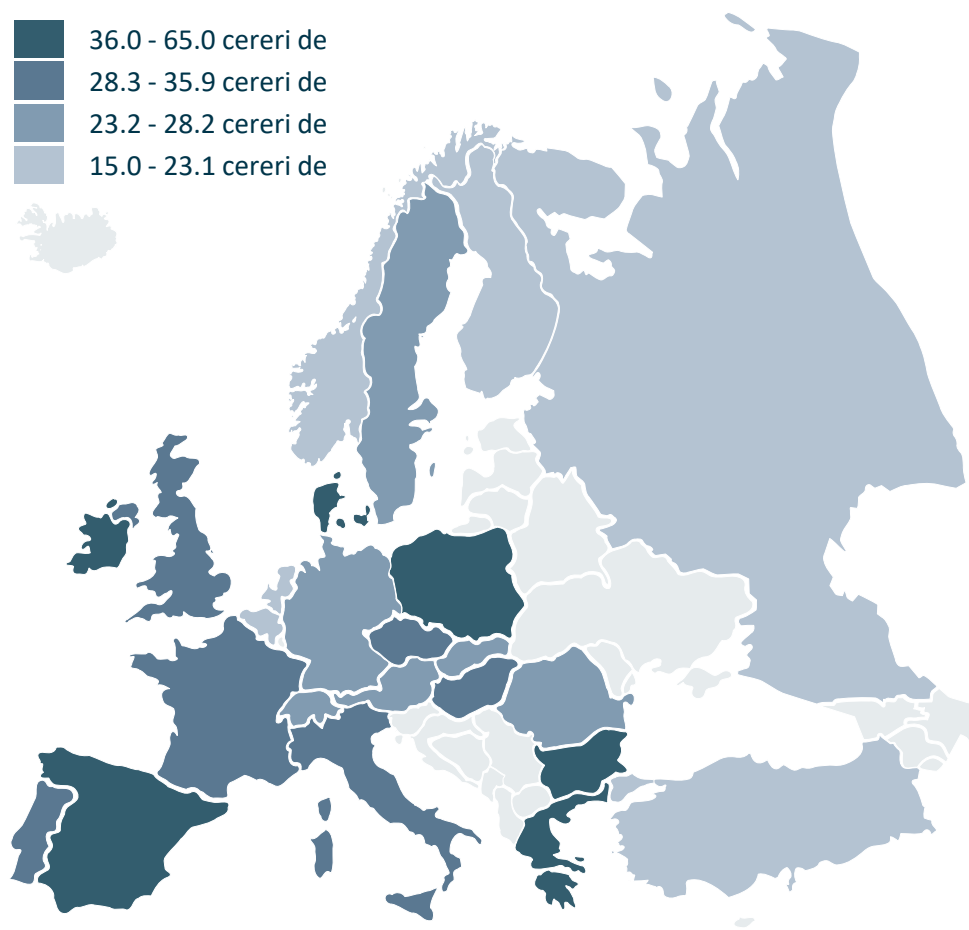 36.0 - 65.0 cereri de
28.3 - 35.9 cereri de
23.2 - 28.2 cereri de
15.0 - 23.1 cereri de